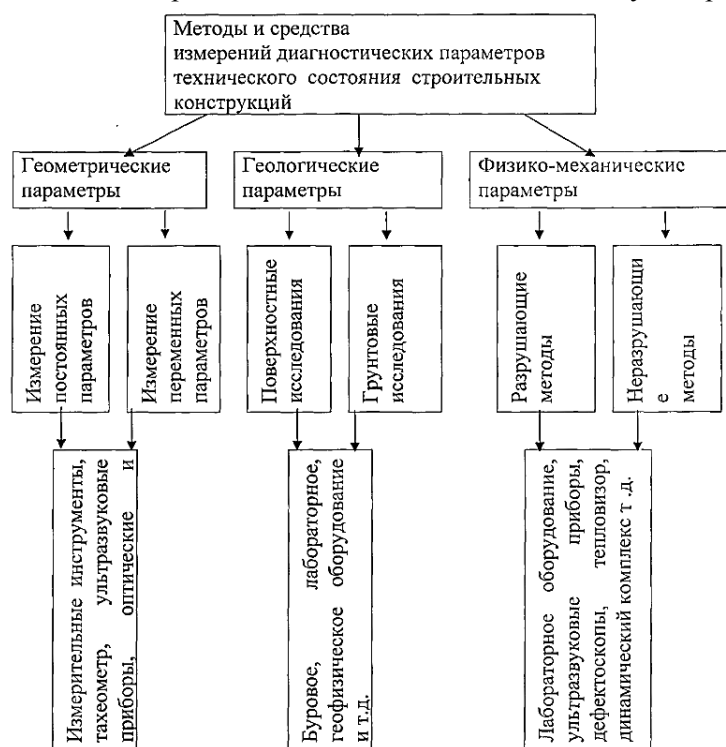 Методы и средства
измерений диагностических параметров
технического состояния строительных
конструкций
Геометрические
параметры
Геологические
параметры
Физико-механические
параметры
Измерение
постоянных
параметров
Измерение
переменных
параметров
Поверхностные
исследования
Грунтовые
исследования
Разрушающие
методы
Неразрушающи
е методы
Измерительные инструменты,
тахеометр, ультразвуковые
приборы, оптические и
Буровое, лабораторное,
геофизическое оборудование
и т.д.
Лабораторное оборудование,
ультразвуковые приборы,
дефектоскопы, тепловизор,
динамический комплекс т .д.